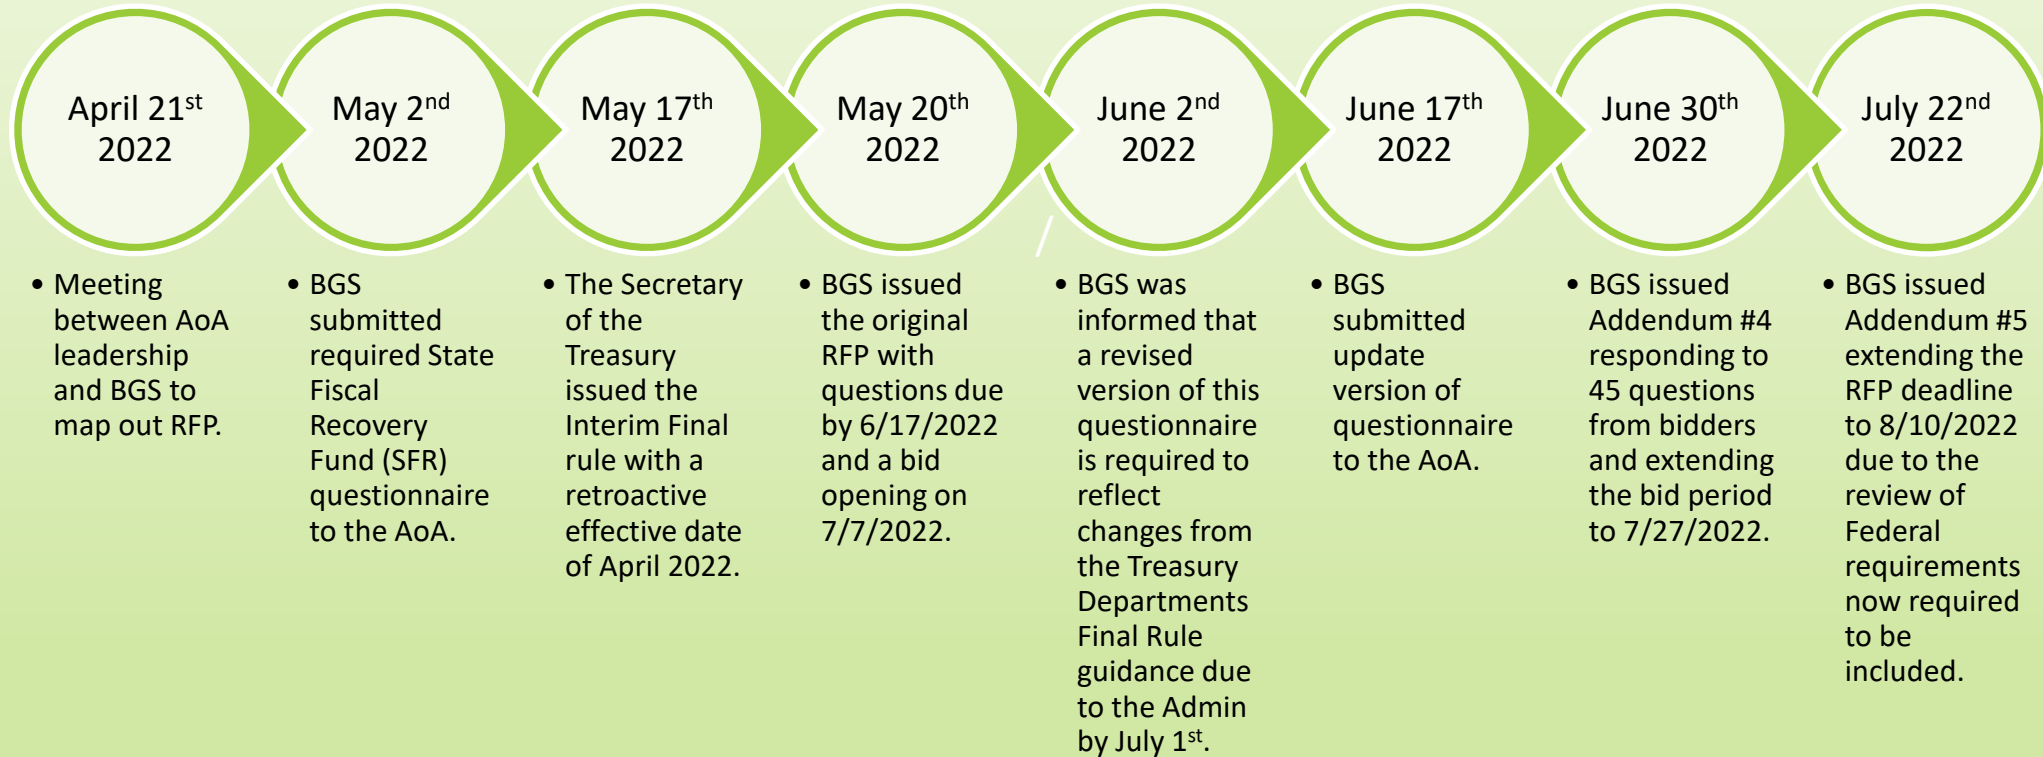 April 21st
2022
May 2nd
2022
May 17th
2022
May 20th
2022
June 2nd
2022
June 17th
2022
June 30th
2022
July 22nd
2022
• Meeting
between AoA
leadership
and BGS to
map out RFP.
• BGS
submitted
required State
Fiscal
Recovery
Fund (SFR)
questionnaire
to the AoA.
• The Secretary
of the
Treasury
issued the
Interim Final
rule with a
retroactive
effective date
of April 2022.
• BGS issued
the original
RFP with
questions due
by 6/17/2022
and a bid
opening on
7/7/2022.
• BGS was
informed that
a revised
version of this
questionnaire
is required to
reflect
changes from
the Treasury
Departments
Final Rule
guidance due
to the Admin
by July 1st.
• BGS
submitted
update
version of
questionnaire
to the AoA.
• BGS issued
Addendum #4
responding to
45 questions
from bidders
and extending
the bid period
to 7/27/2022.
• BGS issued
Addendum #5
extending the
RFP deadline
to 8/10/2022
due to the
review of
Federal
requirements
now required
to be
included.